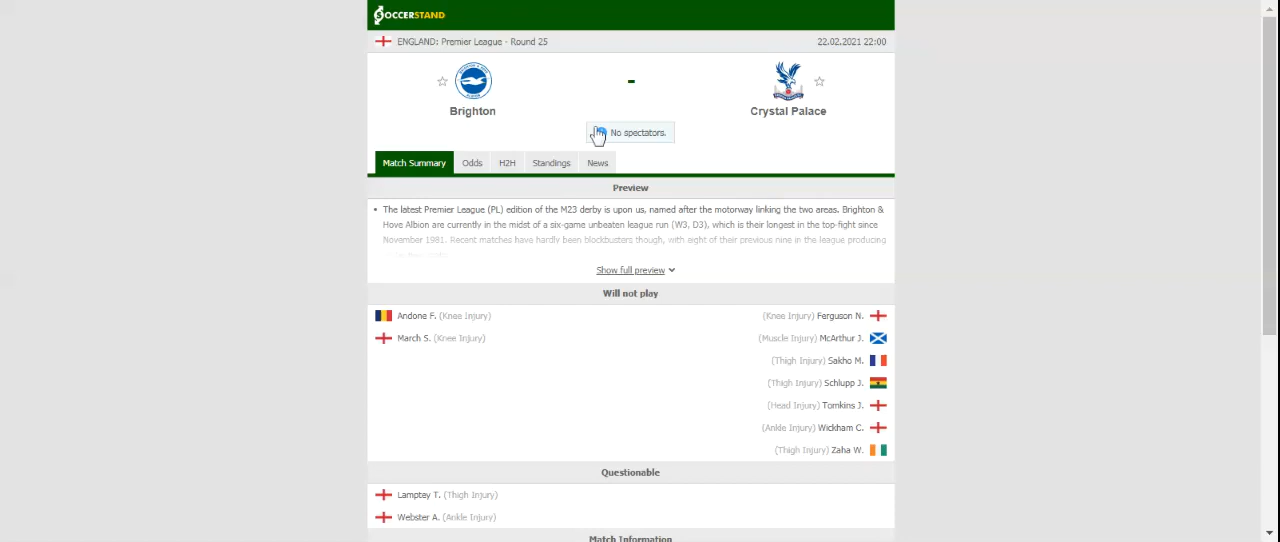 SOCCERSTAND
ENGLAND: Premier League - Round 25
22.02.2021 22:00
-
Brighton
Crystal Palace
No spectators.
Match Summary
Odds
H2H
Standings
News
Preview
• The latest Premier League (PL) edition of the M23 derby is upon us, named after the motorway linking the two areas. Brighton &
Hove Albion are currently in the midst of a six-game unbeaten league run (W3, D3), which is their longest in the top-fight since
November 1981. Recent matches have hardly been blockbusters though, with eight of their previous nine in the league producing
Show full preview
Will not play
Andone F. (Knee Injury)
(Knee Injury) Ferguson N.
March S. (Knee Injury)
(Muscle Injury) McArthur J.
(Thigh Injury) Sakho M.
(Thigh Injury) Schlupp J.
(Head Injury) Tomkins J.
(Ankle Injury) Wickham C.
(Thigh Injury) Zaha W.
Questionable
Lamptey T. (Thigh Injury)
Webster A. (Ankle Injury)
Match Information